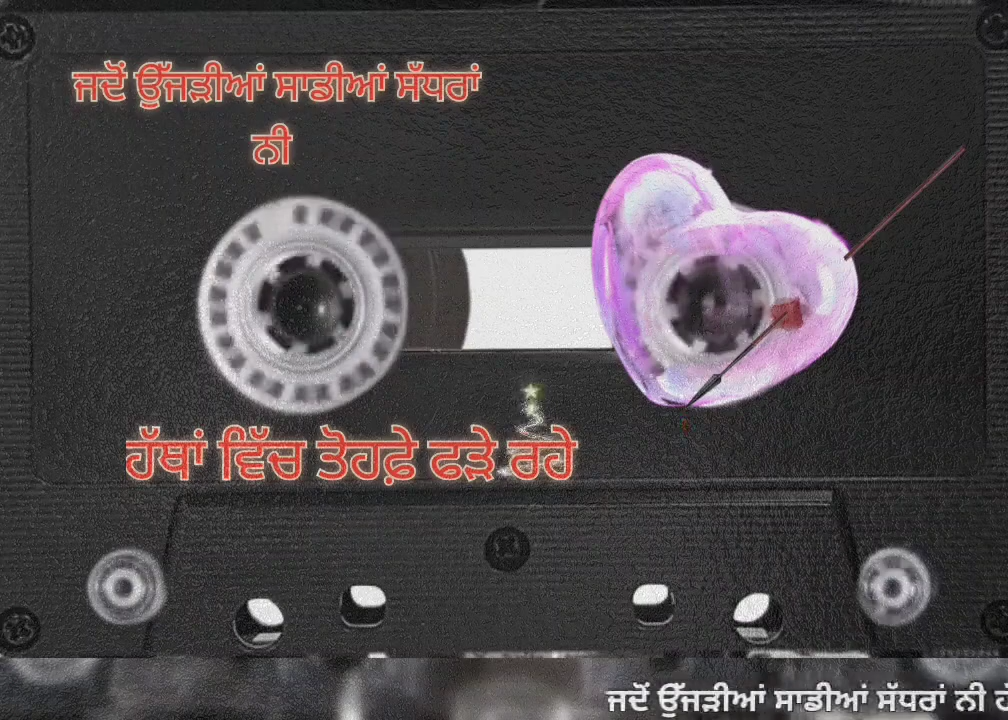 ਜਦੋਂ ਉੱਜੜੀਆਂ ਸਾਡੀਆਂ ਸੱਧਰਾਂ
ਨੀ
ਹੱਥਾਂ ਵਿੱਚ ਤੋਹਫ਼ੇ ਫੜੇ ਰਹੇ
ਜਦੋਂ ਉੱਜੜੀਆਂ ਸਾਡੀਆਂ ਸੱਧਰਾਂ ਨੀ